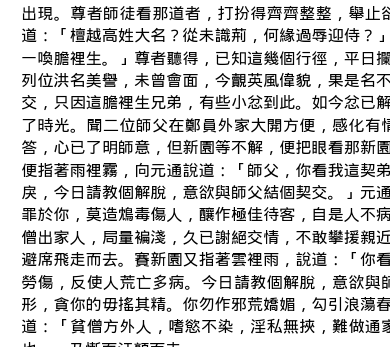 出現。尊者師徒看那道者，打扮得齊齊整整，舉止
道：「檀越高姓大名？從未識荊，何緣過辱迎侍？」
一喚膽裡生。」尊者聽得，已知這幾個行徑，平日攔
列位洪名美譽，未曾會面，今覿英風偉貌，果是名不
交，只因這膽裡生兄弟，有些小忿到此。如今忿已解
了時光。聞二位師父在鄭員外家大開方便，感化有情
答，心已了明師意，但新園等不解，便把眼看那新園
便指著雨裡霧，向元通說道：「師父，你看我這契弟
戾，今日請教個解脫，意欲與師父結個契交。」元通
罪於你，莫造鴆毒傷人，釀作極佳待客，自是人不病
僧出家人，局量褊淺，久已謝絕交情，不敢攀援親近
避席飛走而去。賽新園又指著雲裡雨，說道：「你看
勞傷，反使人荒亡多病。今日請教個解脫，意欲與師
形，貪你的毋搖其精。你勿作邪荒嬌媚，勾引浪蕩春
道：「貧僧方外人，嗜慾不染，淫私無挾，難做通家